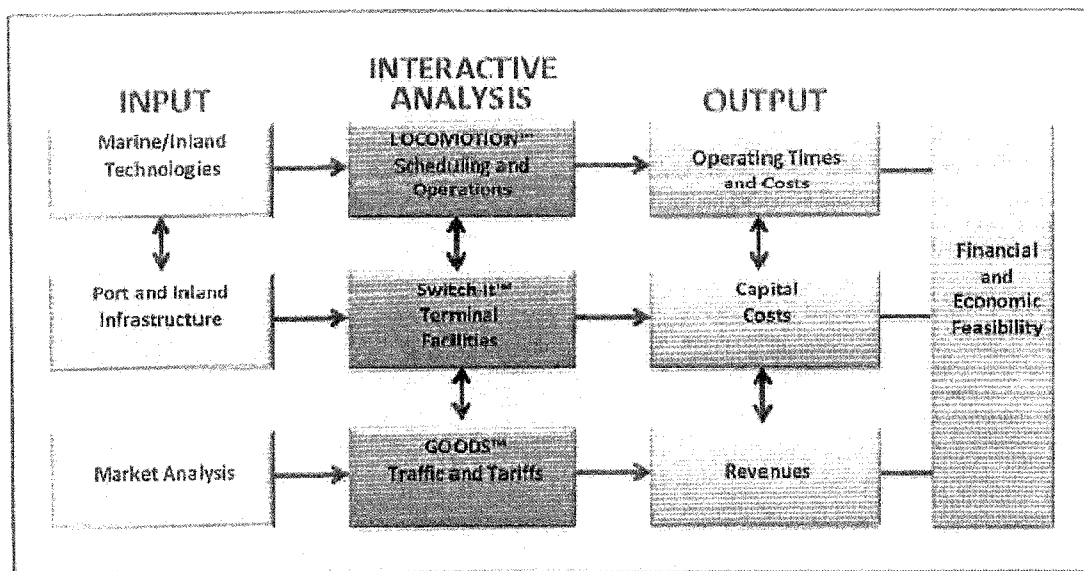 INPUT
INTERACTIVE
ANALYSIS
OUTPUT
Marine/Inland
Technologies
LOCOMOTION™
Scheduling and
Operations
Operating Times
and Costs
Port and Inland
Infrastructure
Switch-It™
Terminal
Facilities
Capital
Costs
Financial
and
Economic
Feasibility
Market Analysis
GOODS™
Traffic and Tariffs
Revenues